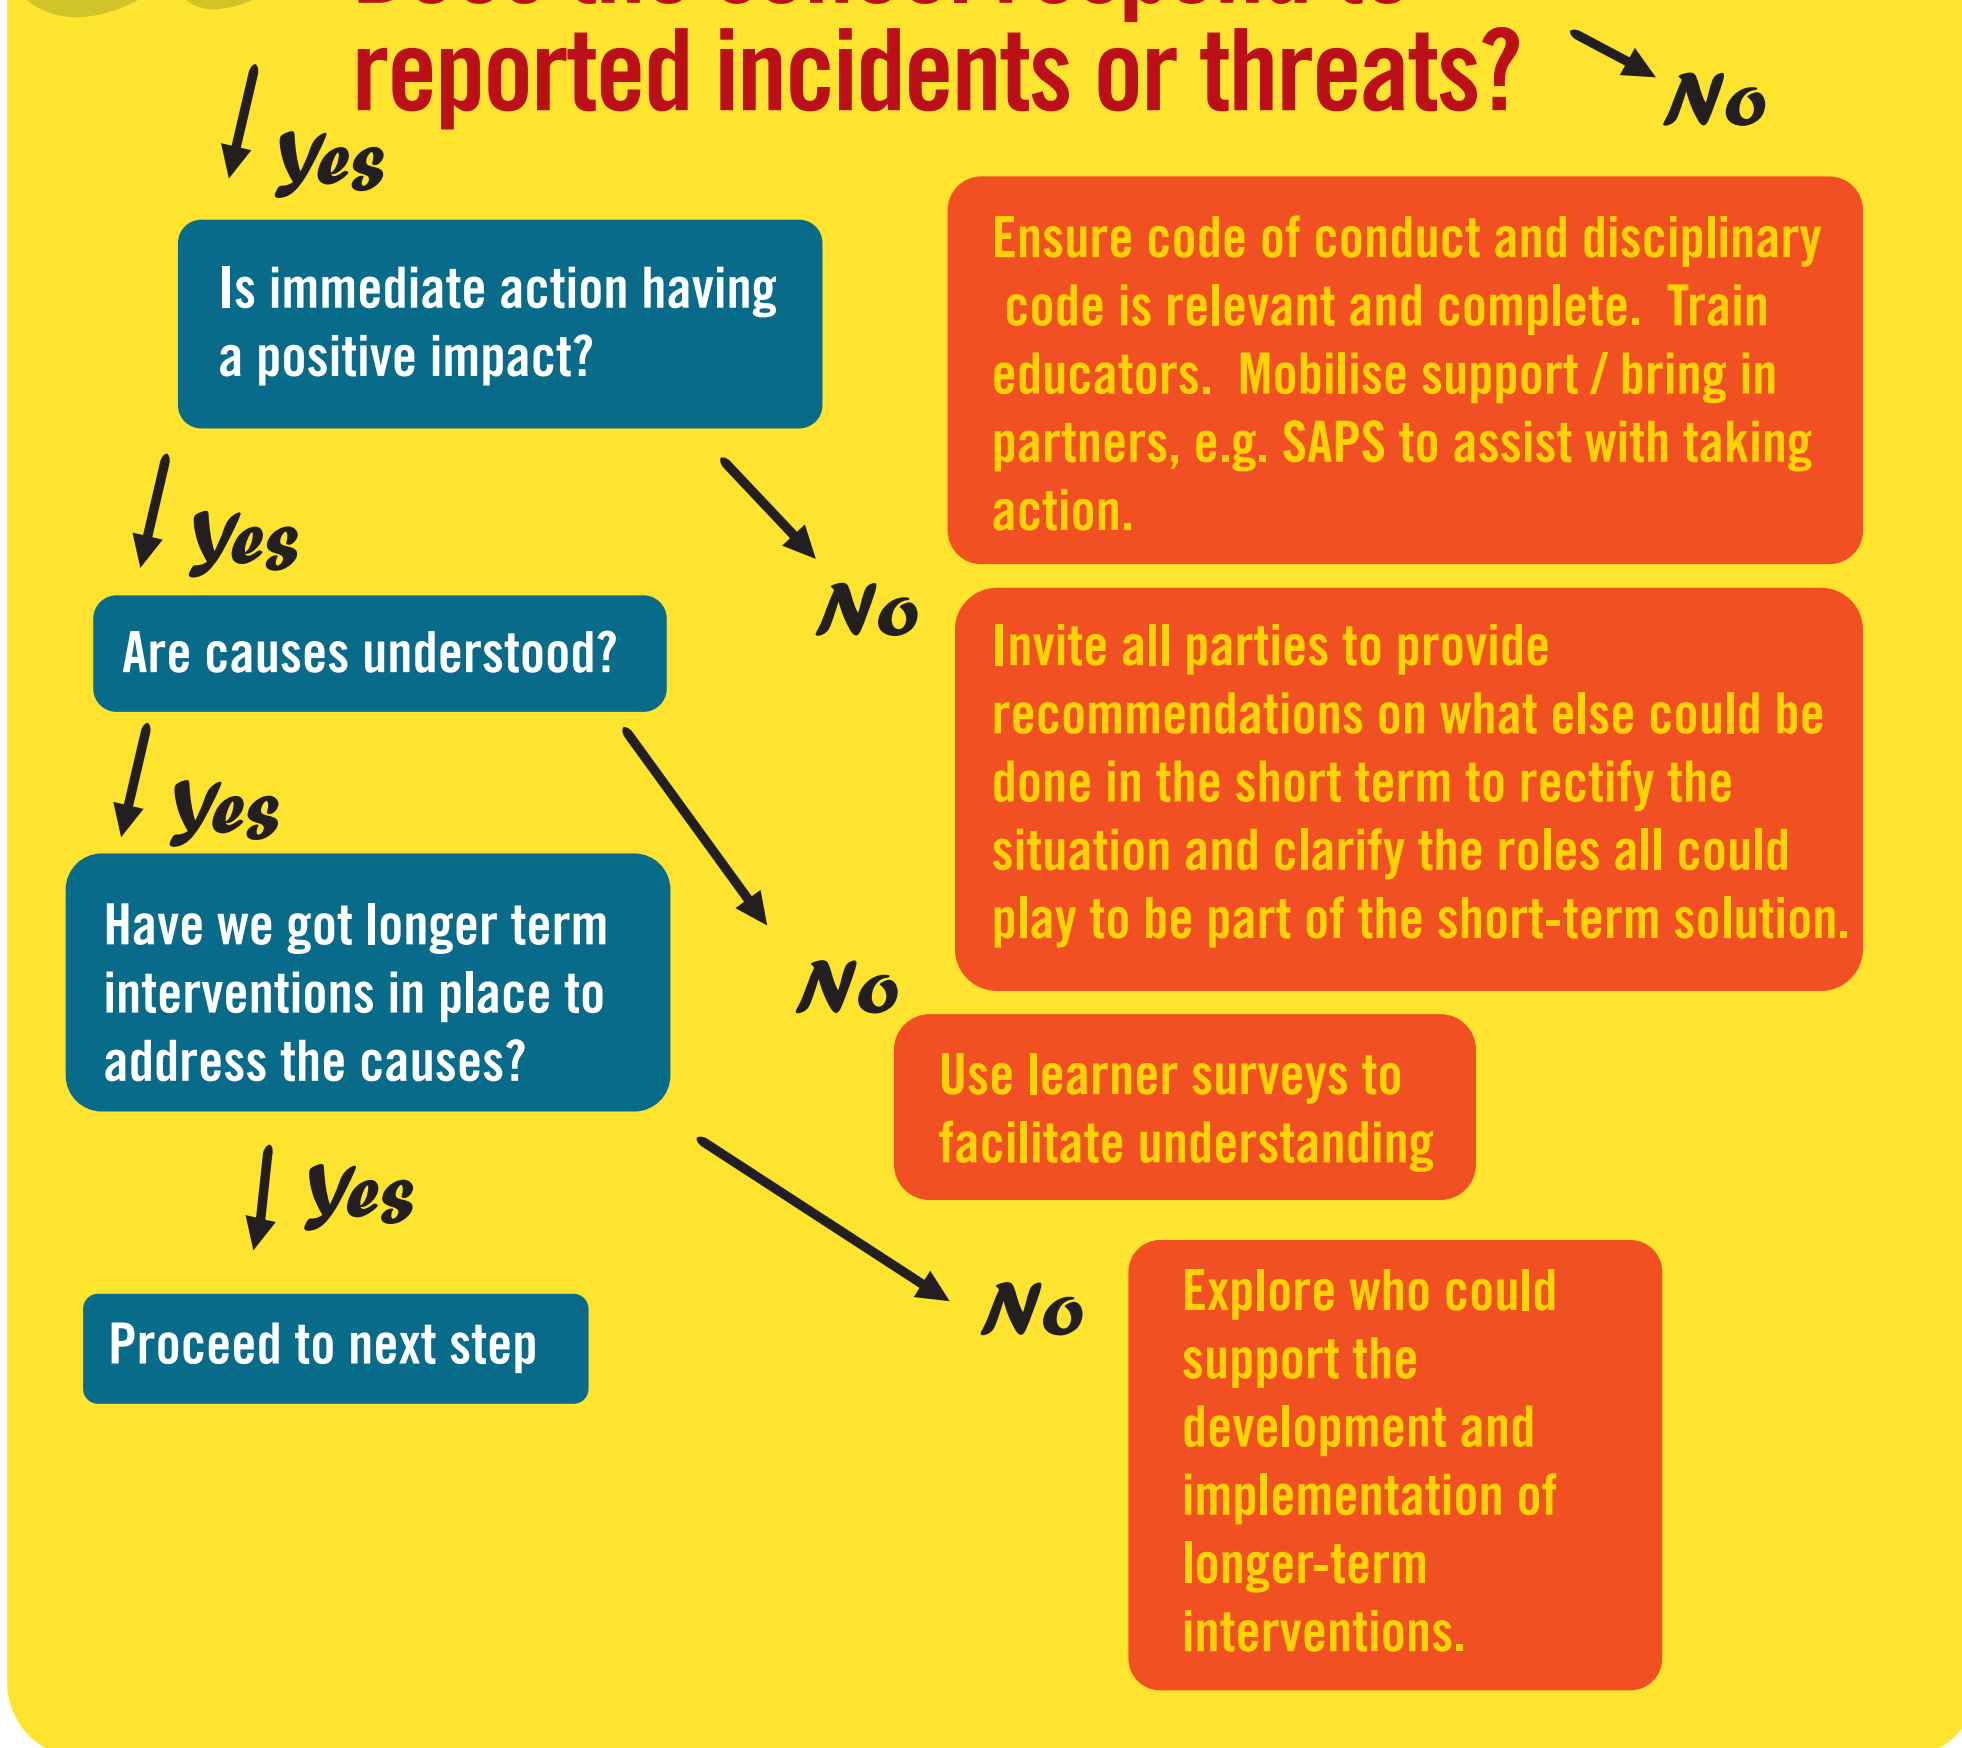 Does the school respond to
reported incidents or threats?
No
Yes
Ensure code of conduct and disciplinary
code is relevant and complete. Train
educators. Mobilise support / bring in
partners, e.g. SAPS to assist with taking
action.
Is immediate action having
a positive impact?
Yes
No
Invite all parties to provide
recommendations on what else could be
done in the short term to rectify the
situation and clarify the roles all could
play to be part of the short-term solution.
Are causes understood?
Yes
No
Use learner surveys to
facilitate understanding
Have we got longer term
interventions in place to
address the causes?
Yes
No
Explore who could
support the
development and
implementation of
longer-term
interventions.
Proceed to next step